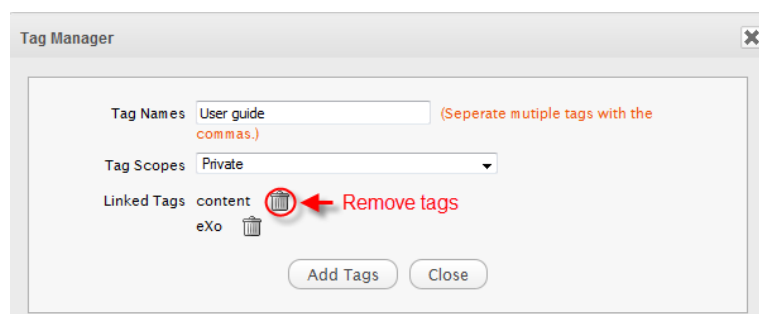 Tag Manager
Tag Names User guide (Seperate mutiple tags with the
commas.)
Tag Scopes Private
Linked Tags content Remove tags
eXo
Add Tags Close